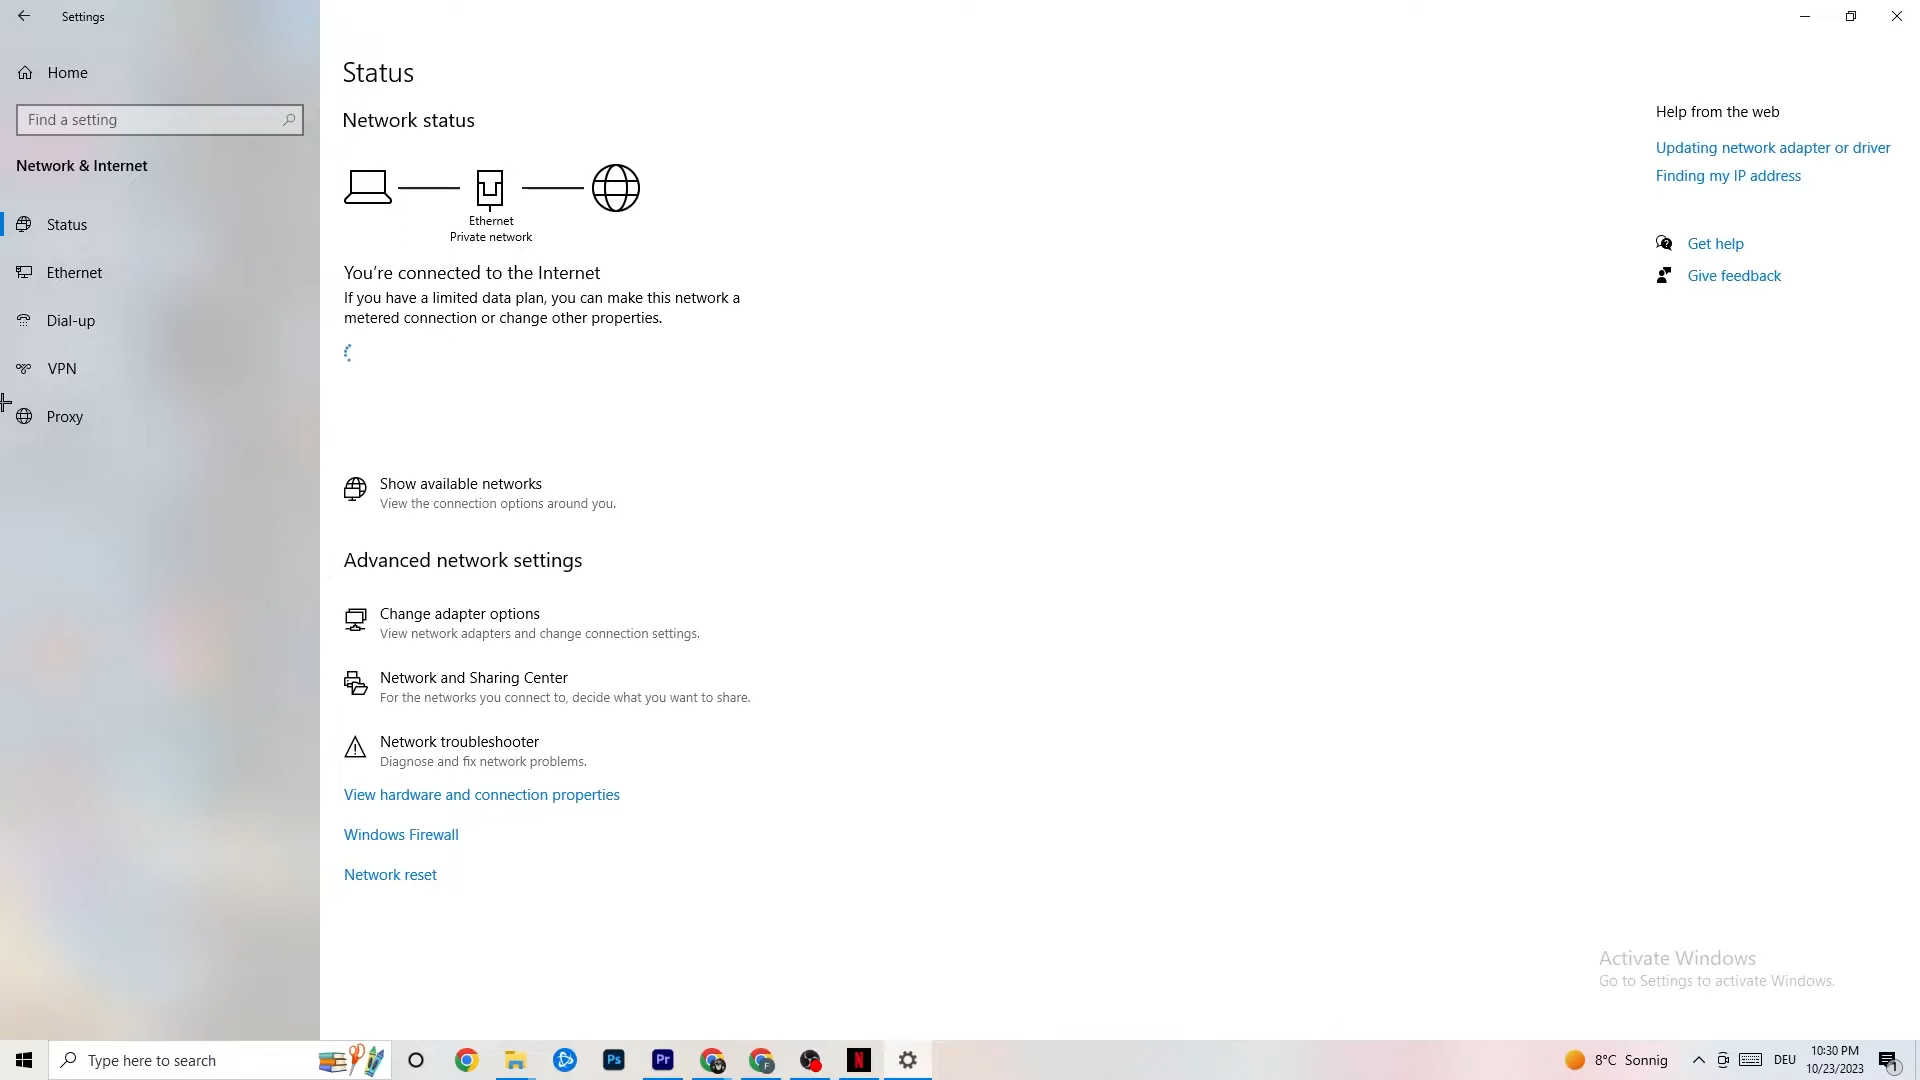 Settings
Home
Find a setting
Network & Internet
Status
Ethernet
Dial-up
VPN
Proxy
Status
Network status
Ethernet
Private network
You're connected to the Internet
If you have a limited data plan, you can make this network a
metered connection or change other properties.
Show available networks
View the connection options around you.
Advanced network settings
Change adapter options
View network adapters and change connection settings.
Network and Sharing Center
For the networks you connect to, decide what you want to share.
Network troubleshooter
Diagnose and fix network problems.
View hardware and connection properties
Windows Firewall
Network reset
Help from the web
Updating network adapter or driver
Finding my IP address
Get help
Give feedback
Activate Windows
Go to Settings to activate Windows.
Type here to search
Ps
Pr
F
N
8°C Sonnig
DEU
10:30 PM
10/23/2023
1